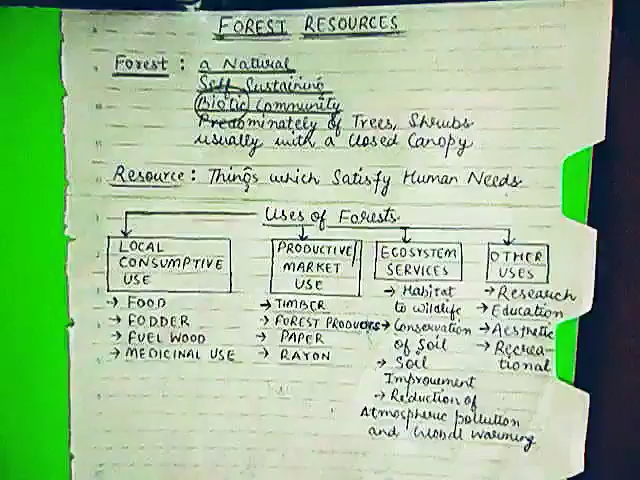 FOREST RESOURCES
Forest : a Natural
Self Sustaining
Biotic Community
Predominately of Trees, Shrubs
usually with a closed Canopy
Resource : Things which Satisfy Human Needs
Uses of Forests
LOCAL CONSUMPTIVE USE
→ FOOD
→ FODDER
→ FUEL WOOD
→ MEDICINAL USE
PRODUCTIVE/ MARKET USE
→ TIMBER
→ FOREST PRODUCTS
→ PAPER
→ RAYON
ECOSYSTEM SERVICES
→ Habitat
to wildlife
→ Conservation
of Soil
→ Soil
Improvement
→ Reduction of
Atmospheric pollution
and Global Warming
OTHER USES
→ Research
→ Education
→ Aesthetic
→ Recrea-
tional